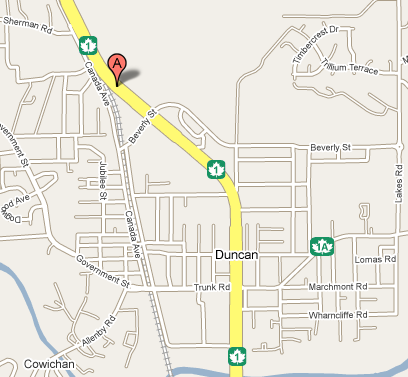 Sherman Rd
1
Canada Ave
A
Timbercrest Dr
Trillium Terrace
Beverly St
Beverly St
Government St
Jubilee St
1
Lakes Rd
Canada Ave
1A
Duncan
Lomas Rd
Government St
Trunk Rd
Marchmont Rd
Wharncliffe Rd
Allenby Rd
1
Cowichan